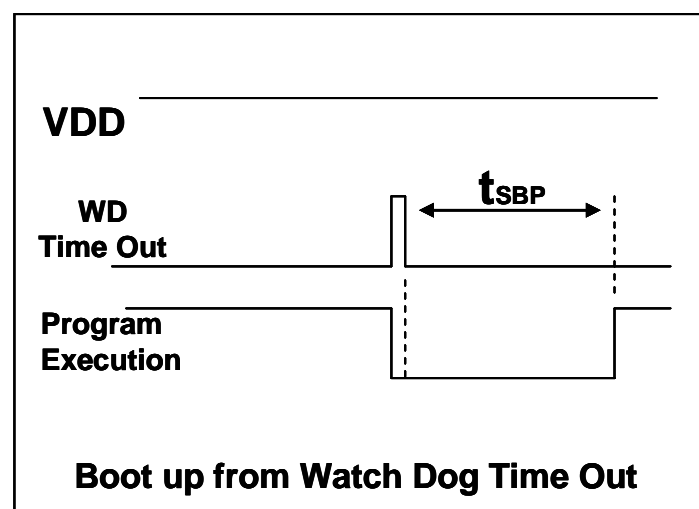 VDD
tSBP
WD
Time Out
Program
Execution
Boot up from Watch Dog Time Out